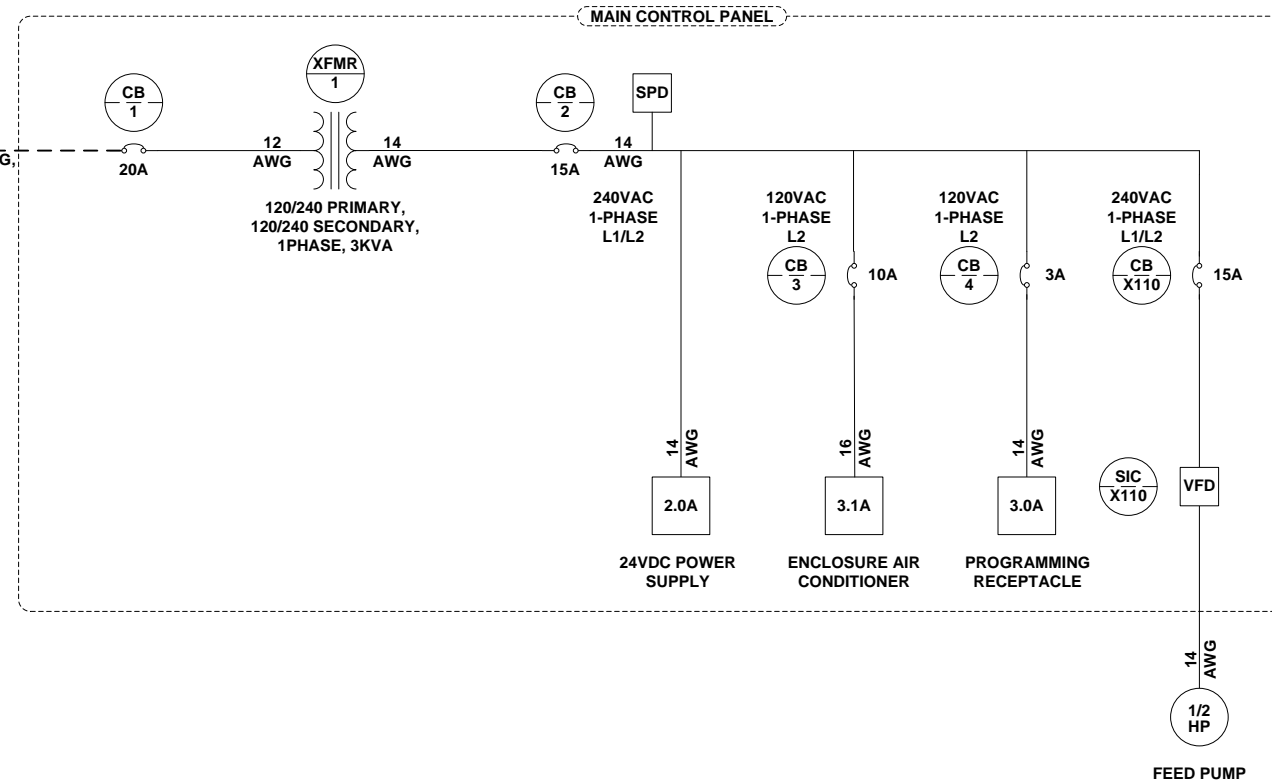 MAIN CONTROL PANEL
XFMR
1
CB
1
CB
2
SPD
G,
20A
12
AWG
14
AWG
15A
14
AWG
120/240 PRIMARY,
120/240 SECONDARY,
1PHASE, 3KVA
240VAC
1-PHASE
L1/L2
120VAC
1-PHASE
L2
120VAC
1-PHASE
L2
240VAC
1-PHASE
L1/L2
CB
3
10A
CB
4
3A
CB
X110
15A
14
AWG
16
AWG
14
AWG
2.0A
3.1A
3.0A
SIC
X110
VFD
24VDC POWER
SUPPLY
ENCLOSURE AIR
CONDITIONER
PROGRAMMING
RECEPTACLE
14
AWG
1/2
HP
FEED PUMP